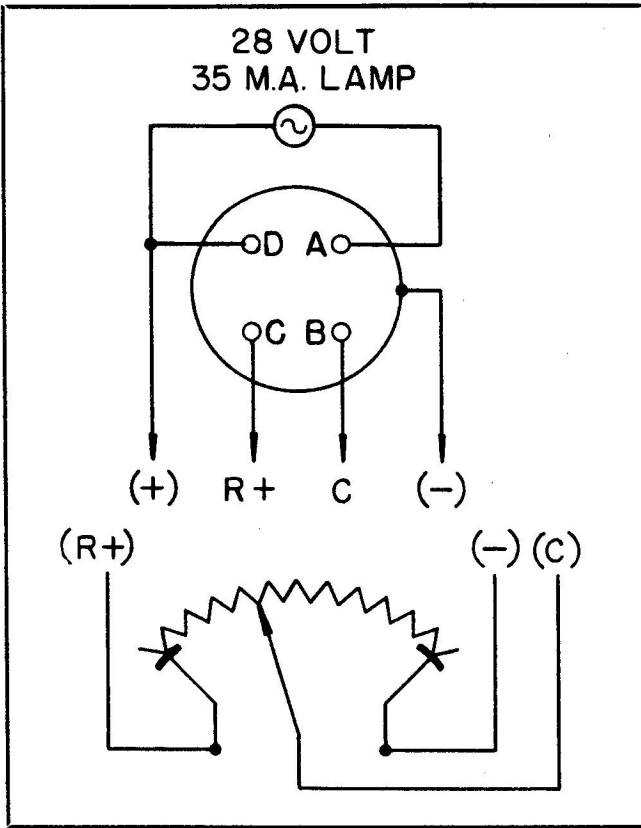 28 VOLT
35 M.A. LAMP
D A
C B
(+) R+ C (-)
(R+) (-) (C)